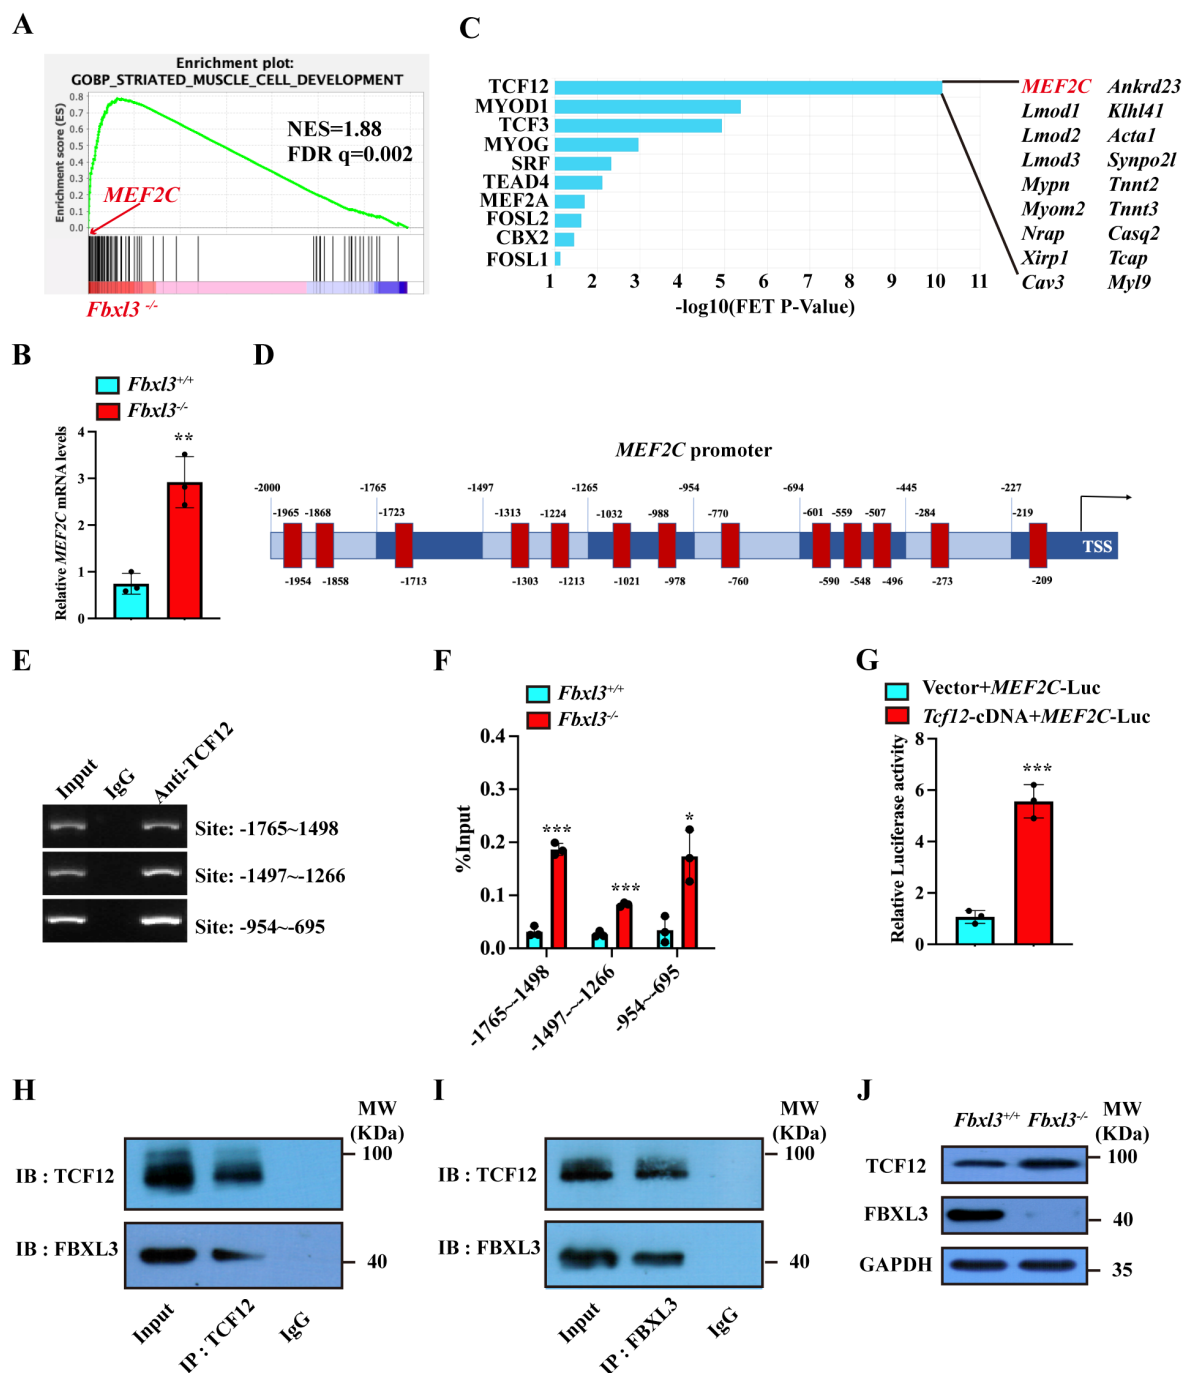 A
Enrichment plot:
GOBP_STRIATED_MUSCLE_CELL_DEVELOPMENT
Enrichment score (ES)
0.8
0.7
0.6
0.5
0.4
0.3
0.2
0.1
0.0
NES=1.88
FDR q=0.002
MEF2C
Fbxl3 -/-
B
Fbxl3+/+
Fbxl3-/-
Relative MEF2C mRNA levels
4
3
2
1
0
**
C
TCF12
MYOD1
TCF3
MYOG
SRF
TEAD4
MEF2A
FOSL2
CBX2
FOSL1
1 2 3 4 5 6 7 8 9 10 11
-log10(FET P-Value)
MEF2C Ankrd23
Lmod1 Klhl41
Lmod2 Acta1
Lmod3 Synpo2l
Mypn Tnnt2
Myom2 Tnnt3
Nrap Casq2
Xirp1 Tcap
Cav3 Myl9
D
MEF2C promoter
-2000 -1765 -1497 -1265 -954 -694 -445 -227
-1965 -1868 -1723 -1313 -1224 -1032 -988 -770 -601 -559 -507 -284 -219
TSS
-1954 -1858 -1713 -1303 -1213 -1021 -978 -760 -590 -548 -496 -273 -209
E
Input IgG Anti-TCF12
Site: -1765~1498
Site: -1497~-1266
Site: -954~-695
F
Fbxl3+/+
Fbxl3-/-
%Input
0.4
0.3
0.2
0.1
0.0
*** *** *
-1765~-1498
-1497-~-1266
-954~-695
G
Vector+MEF2C-Luc
Tcf12-cDNA+MEF2C-Luc
Relative Luciferase activity
8
6
4
2
0
***
H
MW
(KDa)
IB : TCF12
100
IB : FBXL3
40
Input IP : TCF12 IgG
I
MW
(KDa)
IB : TCF12
100
IB : FBXL3
40
Input IP : FBXL3 IgG
J
Fbxl3+/+ Fbxl3-/- MW
(KDa)
TCF12 100
FBXL3 40
GAPDH 35